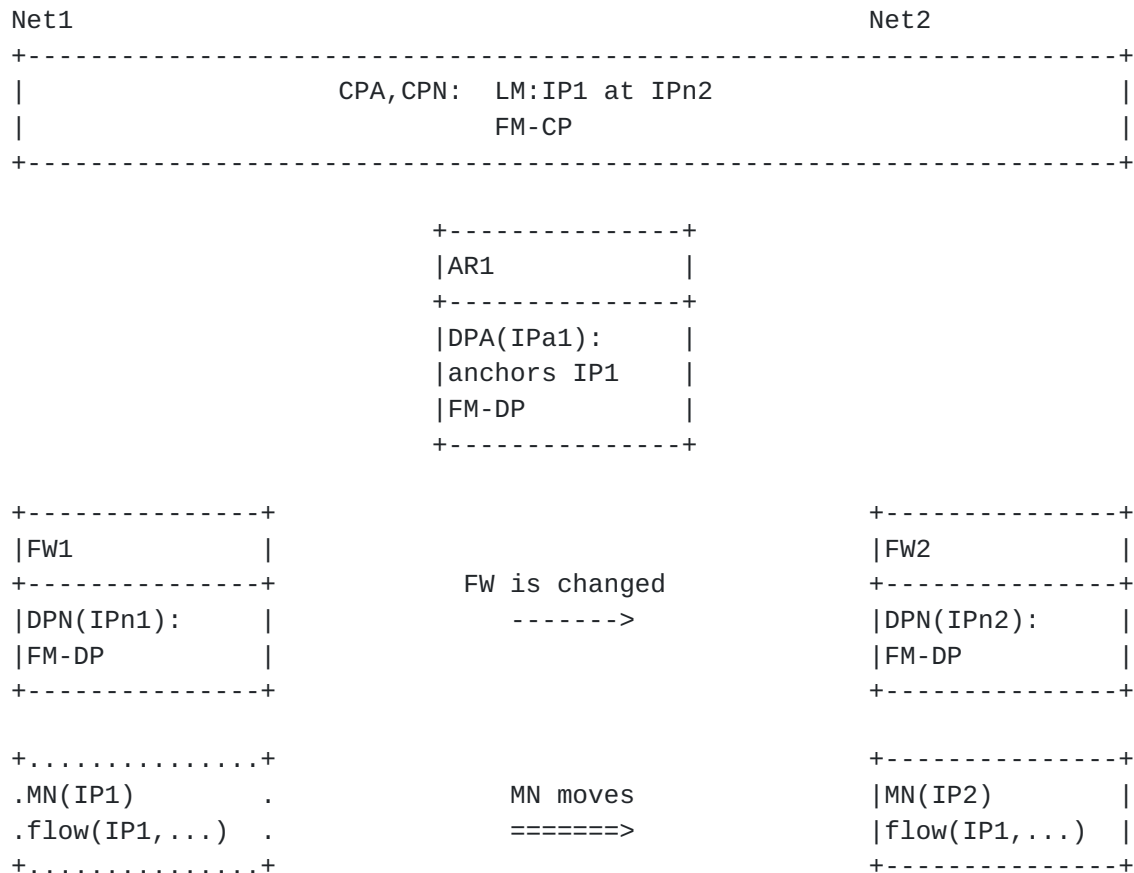 Net1                                                   Net2
+-----------------------------------------------------------------------+
|                    CPA,CPN:  LM:IP1 at IPn2                           |
|                              FM-CP                                    |
+-----------------------------------------------------------------------+
                           +---------------+
                           |AR1            |
                           +---------------+
                           |DPA(IPa1):     |
                           |anchors IP1    |
                           |FM-DP          |
                           +---------------+
+---------------+                                       +---------------+
|FW1            |                                       |FW2            |
+---------------+            FW is changed              +---------------+
|DPN(IPn1):     |               ------->                |DPN(IPn2):     |
|FM-DP          |                                       |FM-DP          |
+---------------+                                       +---------------+
+...............+                                       +---------------+
.MN(IP1)        .               MN moves                |MN(IP2)        |
.flow(IP1,...)  .               =======>                |flow(IP1,...)  |
+...............+                                       +---------------+